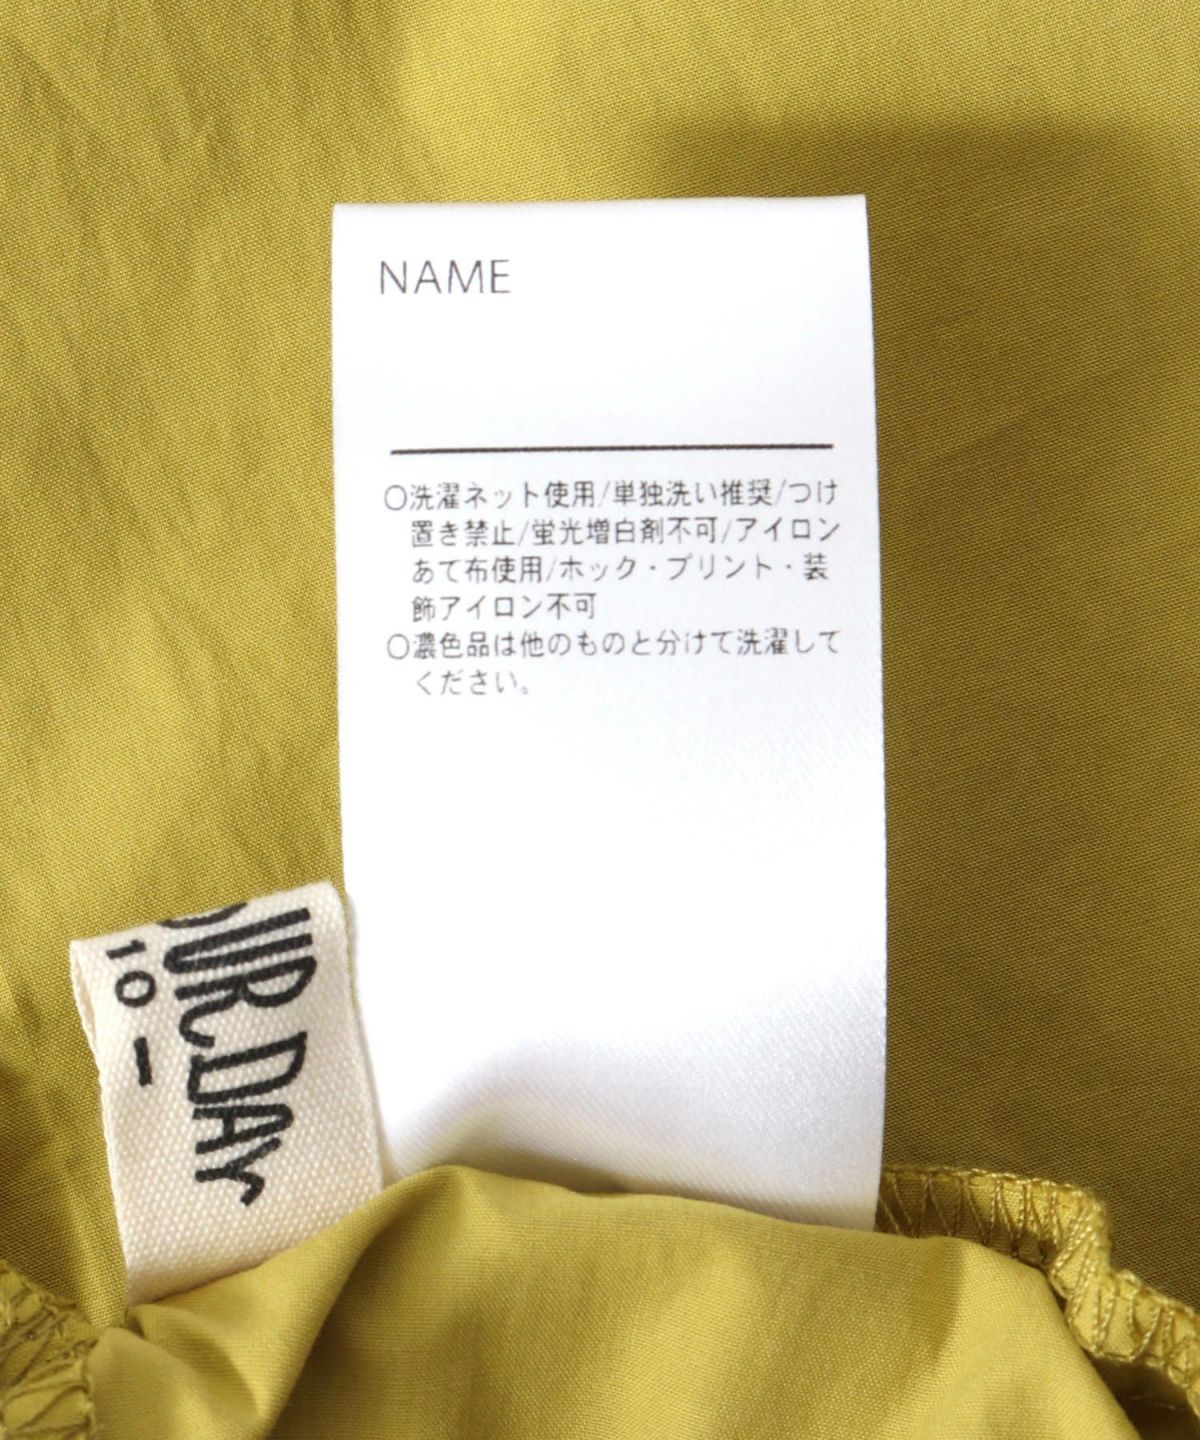 NAME
○洗濯ネット使用/単独洗い推奨/つけ
置き禁止/蛍光増白剤不可/アイロン
あて布使用/ホック・プリント・装
飾アイロン不可
○濃色品は他のものと分けて洗濯して
ください。
OUR DAY
10